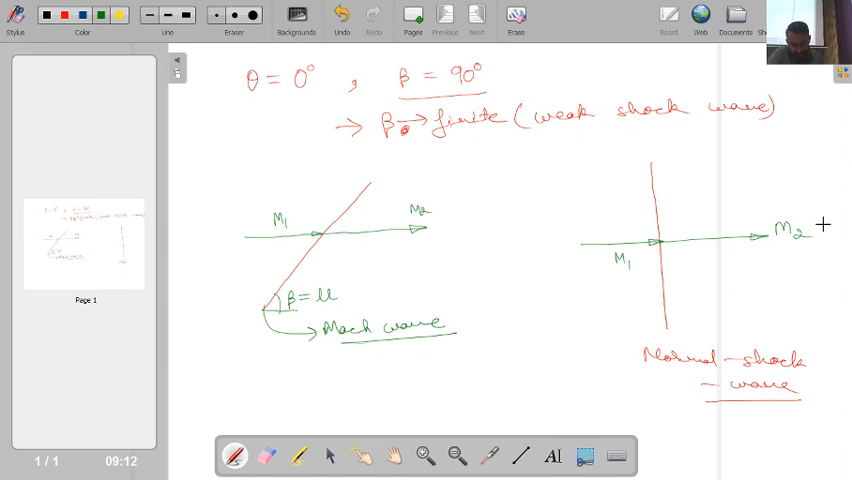 Stylus
Color
Line
Eraser
Backgrounds
Undo
Redo
Pages
Previous
Next
Erase
Board
Web
Documents
θ = 0° , β = 90°
→ β → finite (weak shock wave)
M1 M2
M2
M1
β = μ
Mach wave
Normal-shock
- wave
Page 1
1 / 1 09:12
AI